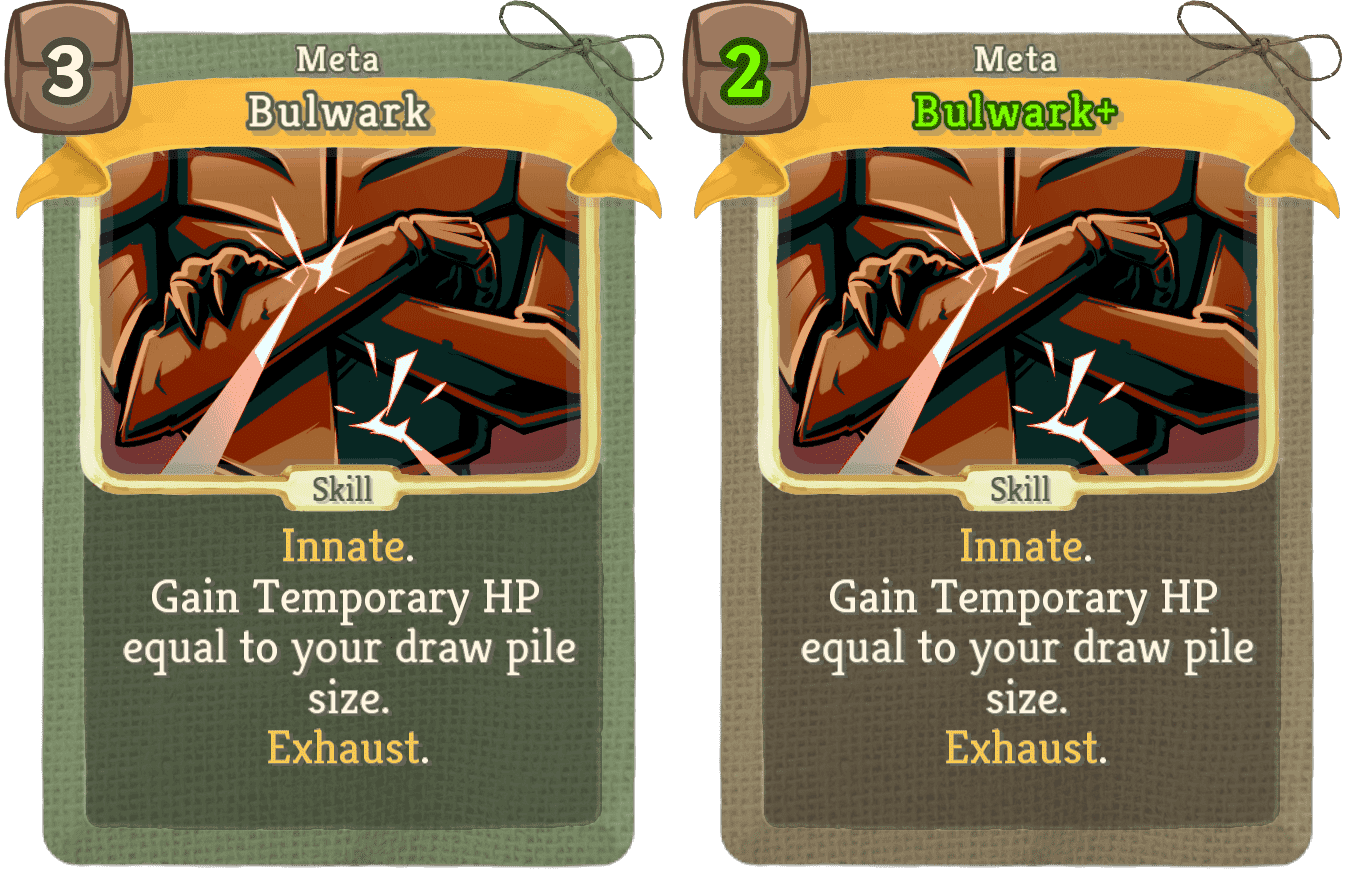 3
Meta
Bulwark
Skill
Innate.
Gain Temporary HP
equal to your draw pile
size.
Exhaust.
2
Meta
Bulwark+
Skill
Innate.
Gain Temporary HP
equal to your draw pile
size.
Exhaust.